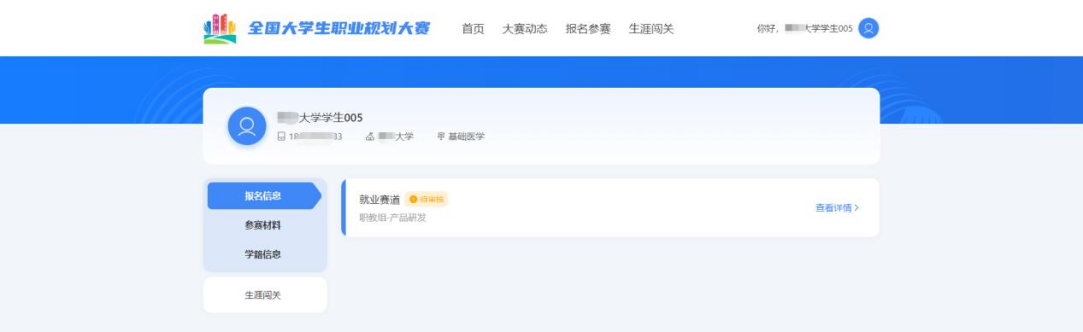 全国大学生职业规划大赛
首页 大赛动态 报名参赛 生涯闯关
你好, 大学学生005
大学学生005
18 33 大学 基础医学
报名信息
参赛材料
学籍信息
生涯闯关
就业赛道 待审核
职教组-产品研发
查看详情 >